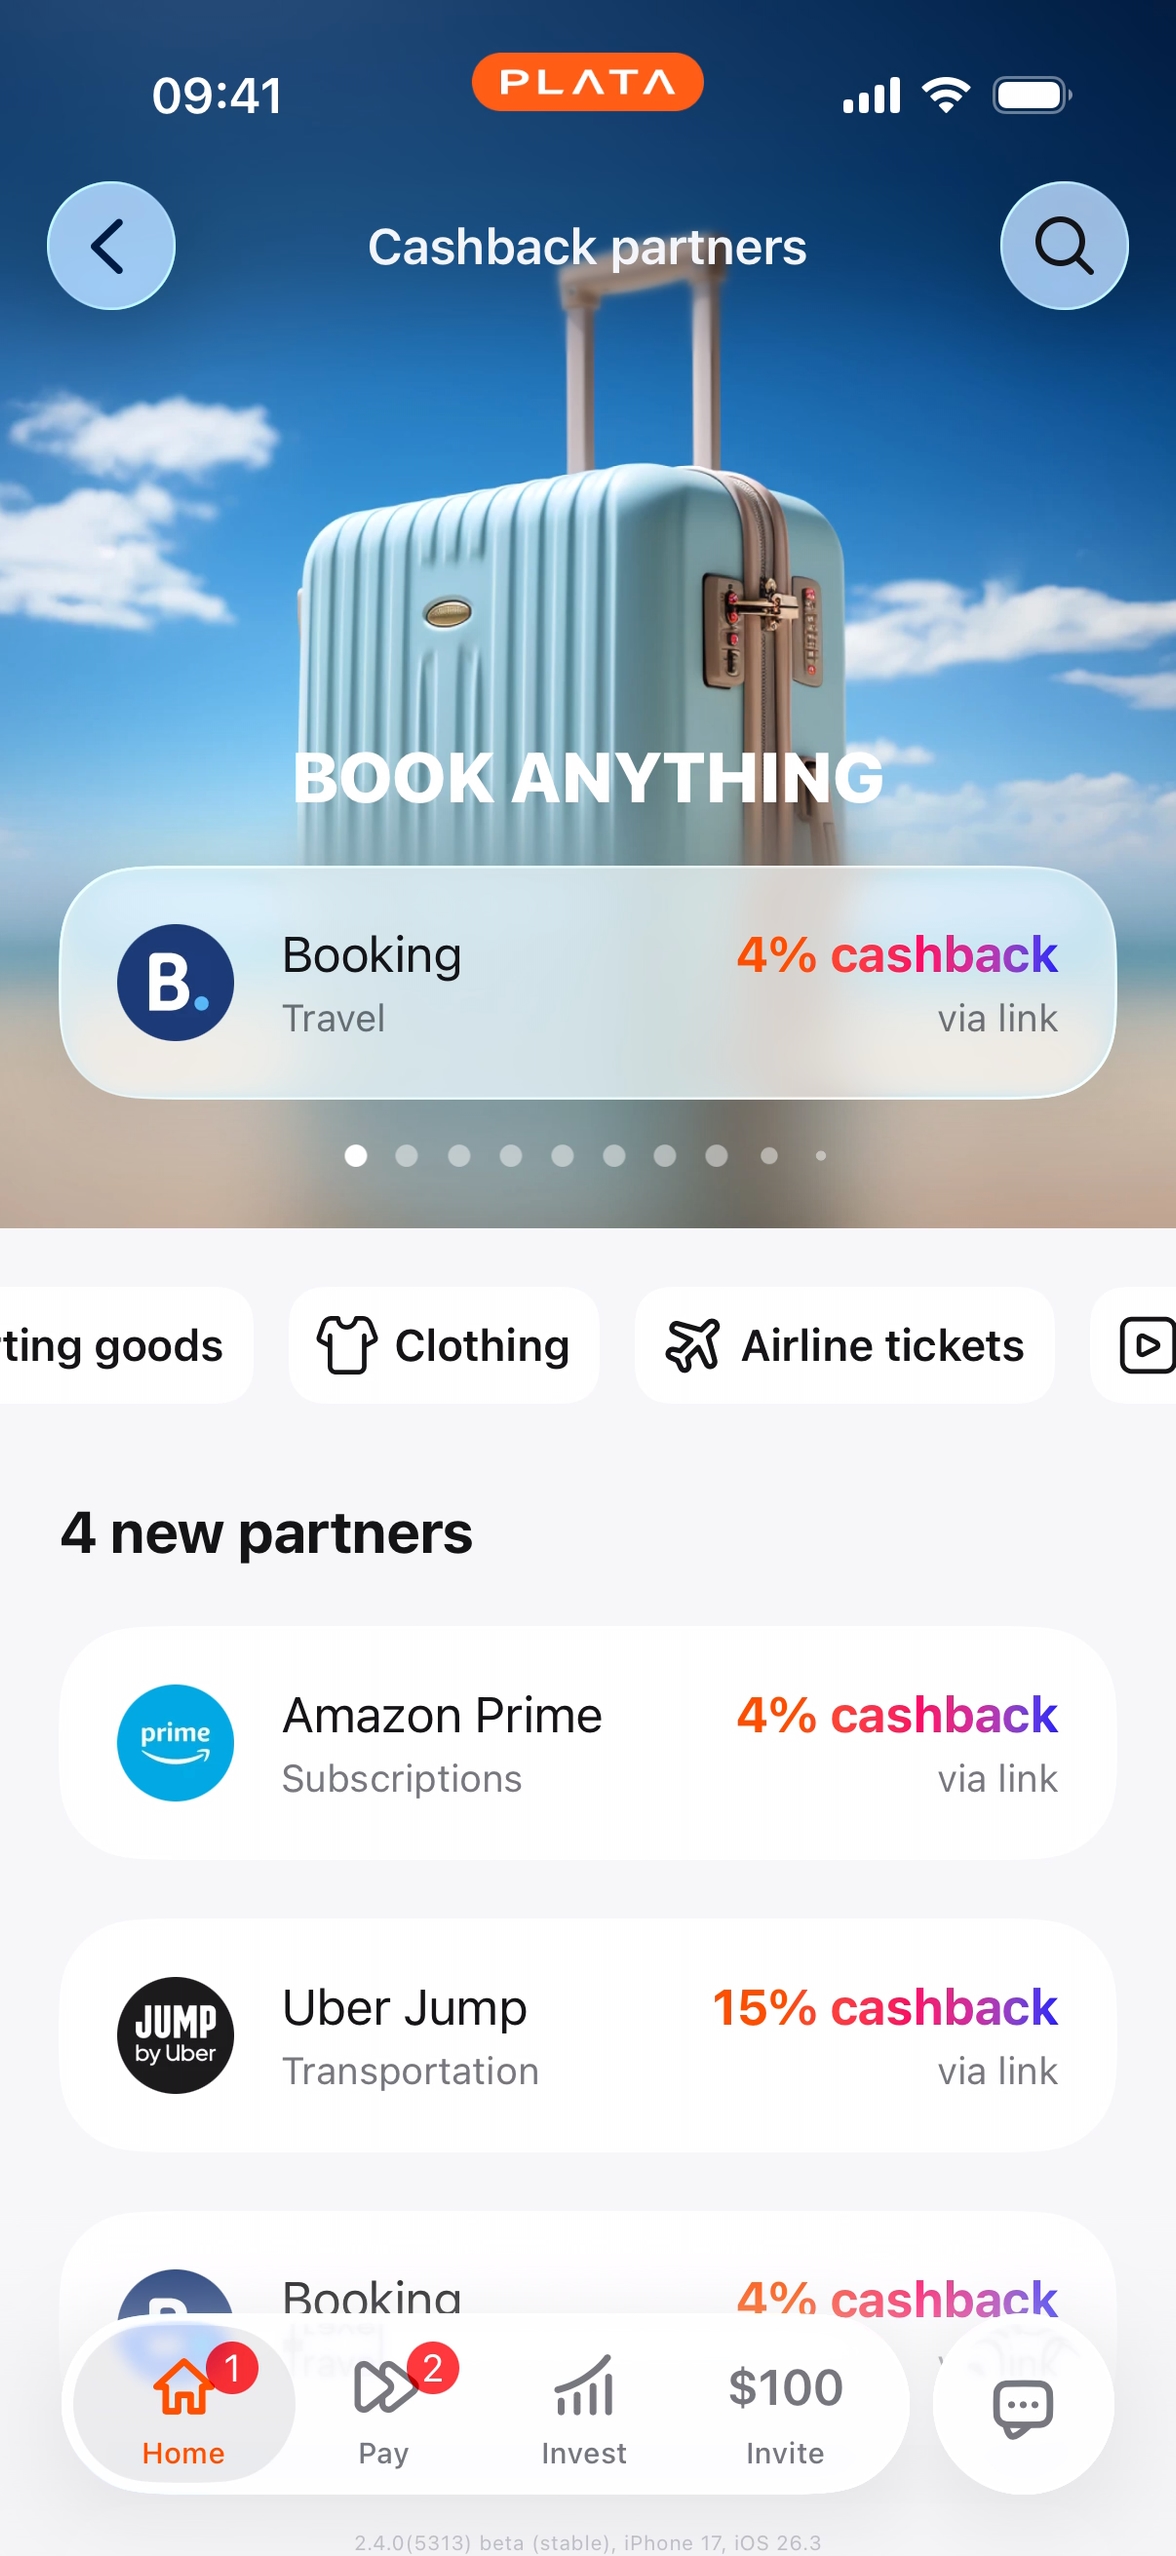 09:41
PLATA
Cashback partners
BOOK ANYTHING
B.
Booking
4% cashback
Travel
via link
ting goods
Clothing
Airline tickets
4 new partners
prime
Amazon Prime
4% cashback
Subscriptions
via link
JUMP
by Uber
Uber Jump
15% cashback
Transportation
via link
Booking
4% cashback
1
2
$100
Home
Pay
Invest
Invite
2.4.0(5313) beta (stable), iPhone 17, iOS 26.3